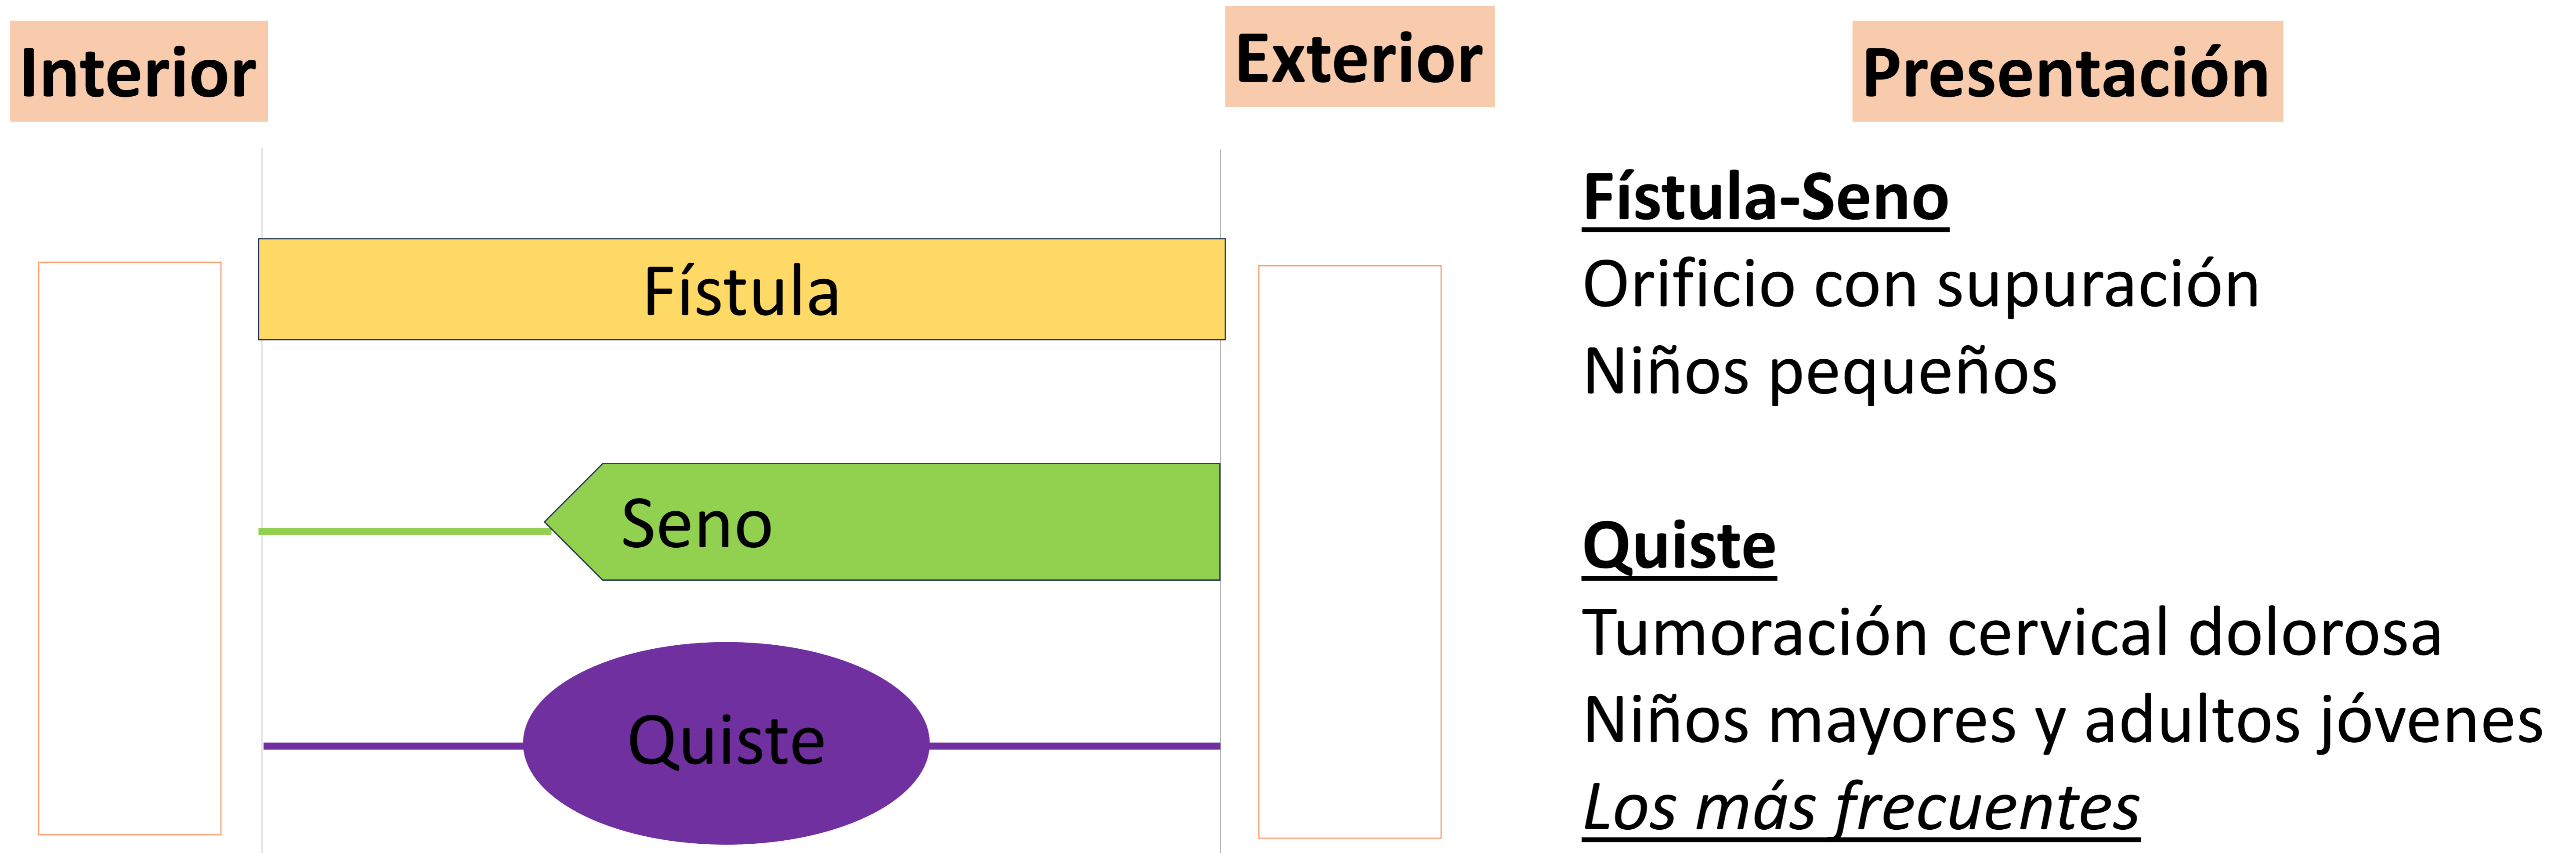 Interior
Exterior
Presentación
Fístula
Seno
Quiste
Fístula-Seno
Orificio con supuración
Niños pequeños
Quiste
Tumoración cervical dolorosa
Niños mayores y adultos jóvenes
Los más frecuentes